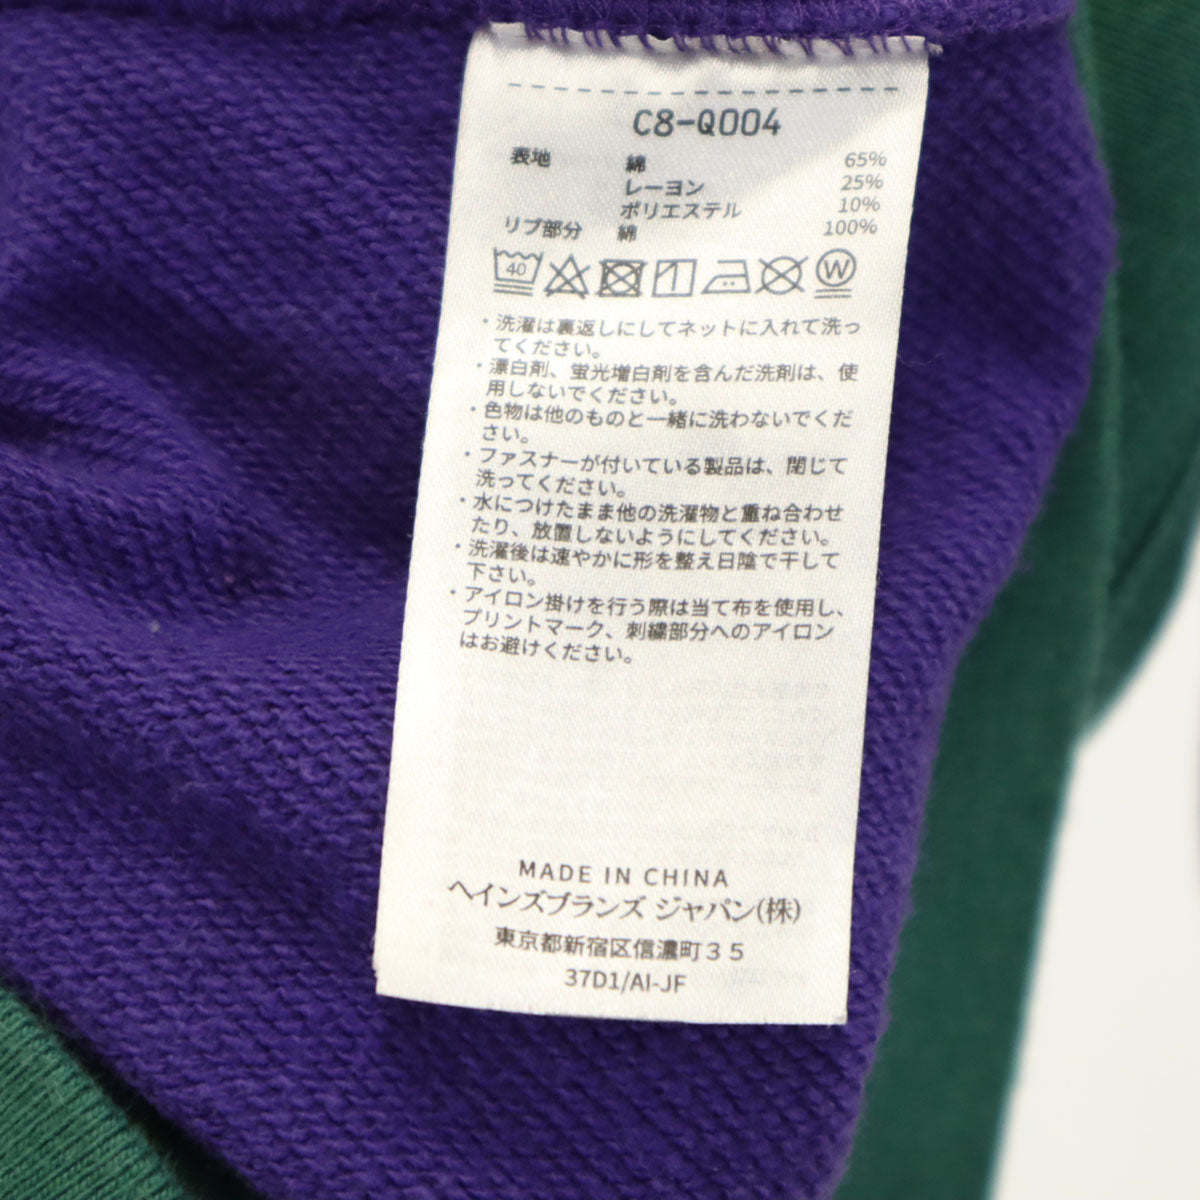 C8-Q004
表地 綿 65%
レーヨン 25%
ポリエステル 10%
リブ部分 綿 100%
40 W
・洗濯は裏返しにしてネットに入れて洗っ
てください。
・漂白剤、蛍光増白剤を含んだ洗剤は、使
用しないでください。
・色物は他のものと一緒に洗わないでくだ
さい。
・ファスナーが付いている製品は、閉じて
洗ってください。
・水につけたまま他の洗濯物と重ね合わせ
たり、放置しないようにしてください。
・洗濯後は速やかに形を整え日陰で干して
下さい。
・アイロン掛けを行う際は当て布を使用し、
プリントマーク、刺繍部分へのアイロン
はお避けください。
MADE IN CHINA
ヘインズブランズ ジャパン(株)
東京都新宿区信濃町３５
37D1/AI-JF